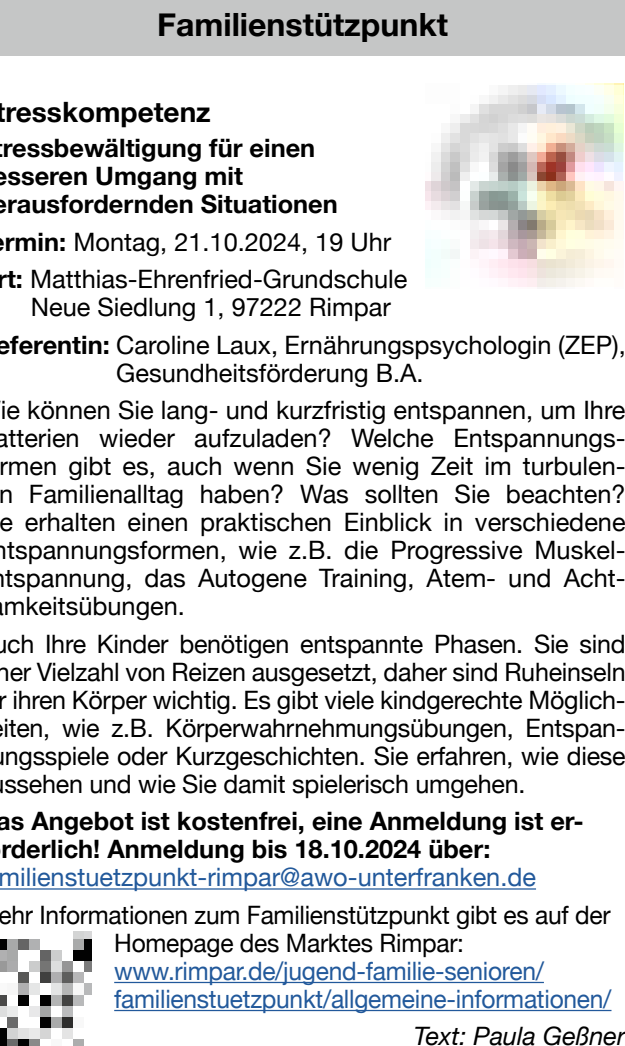 Familienstützpunkt
tresskompetenz
tressbewältigung für einen
esseren Umgang mit
erausfordernden Situationen
ermin: Montag, 21.10.2024, 19 Uhr
rt: Matthias-Ehrenfried-Grundschule
Neue Siedlung 1, 97222 Rimpar
eferentin: Caroline Laux, Ernährungspsychologin (ZEP),
Gesundheitsförderung B.A.
ie können Sie lang- und kurzfristig entspannen, um Ihre
atterien wieder aufzuladen? Welche Entspannungs-
rmen gibt es, auch wenn Sie wenig Zeit im turbulen-
n Familienalltag haben? Was sollten Sie beachten?
e erhalten einen praktischen Einblick in verschiedene
ntspannungsformen, wie z.B. die Progressive Muskel-
ntspannung, das Autogene Training, Atem- und Acht-
amkeitsübungen.
uch Ihre Kinder benötigen entspannte Phasen. Sie sind
ner Vielzahl von Reizen ausgesetzt, daher sind Ruheinseln
r ihren Körper wichtig. Es gibt viele kindgerechte Möglich-
eiten, wie z.B. Körperwahrnehmungsübungen, Entspan-
ungsspiele oder Kurzgeschichten. Sie erfahren, wie diese
ussehen und wie Sie damit spielerisch umgehen.
as Angebot ist kostenfrei, eine Anmeldung ist er-
rderlich! Anmeldung bis 18.10.2024 über:
milienstuetzpunkt-rimpar@awo-unterfranken.de
ehr Informationen zum Familienstützpunkt gibt es auf der
Homepage des Marktes Rimpar:
www.rimpar.de/jugend-familie-senioren/
familienstuetzpunkt/allgemeine-informationen/
Text: Paula Geßner